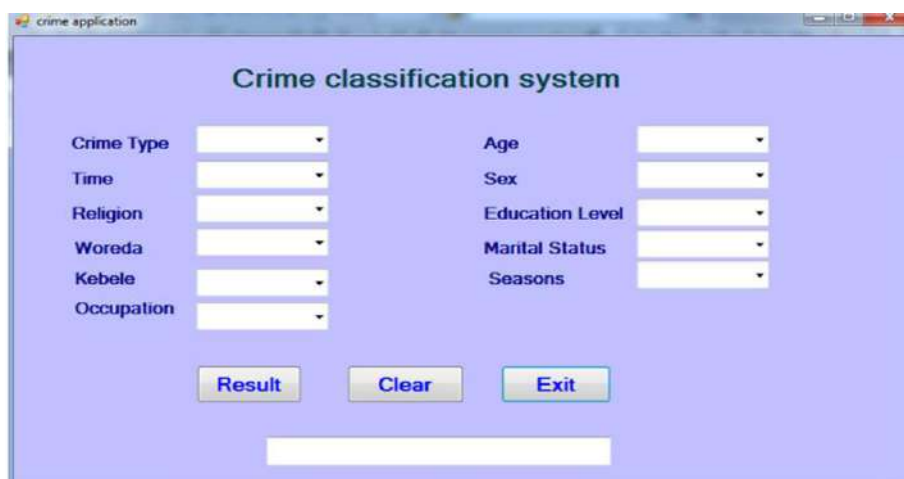 crime application
Crime classification system
Crime Type
Age
Time
Sex
Religion
Education Level
Woreda
Marital Status
Kebele
Seasons
Occupation
Result Clear Exit